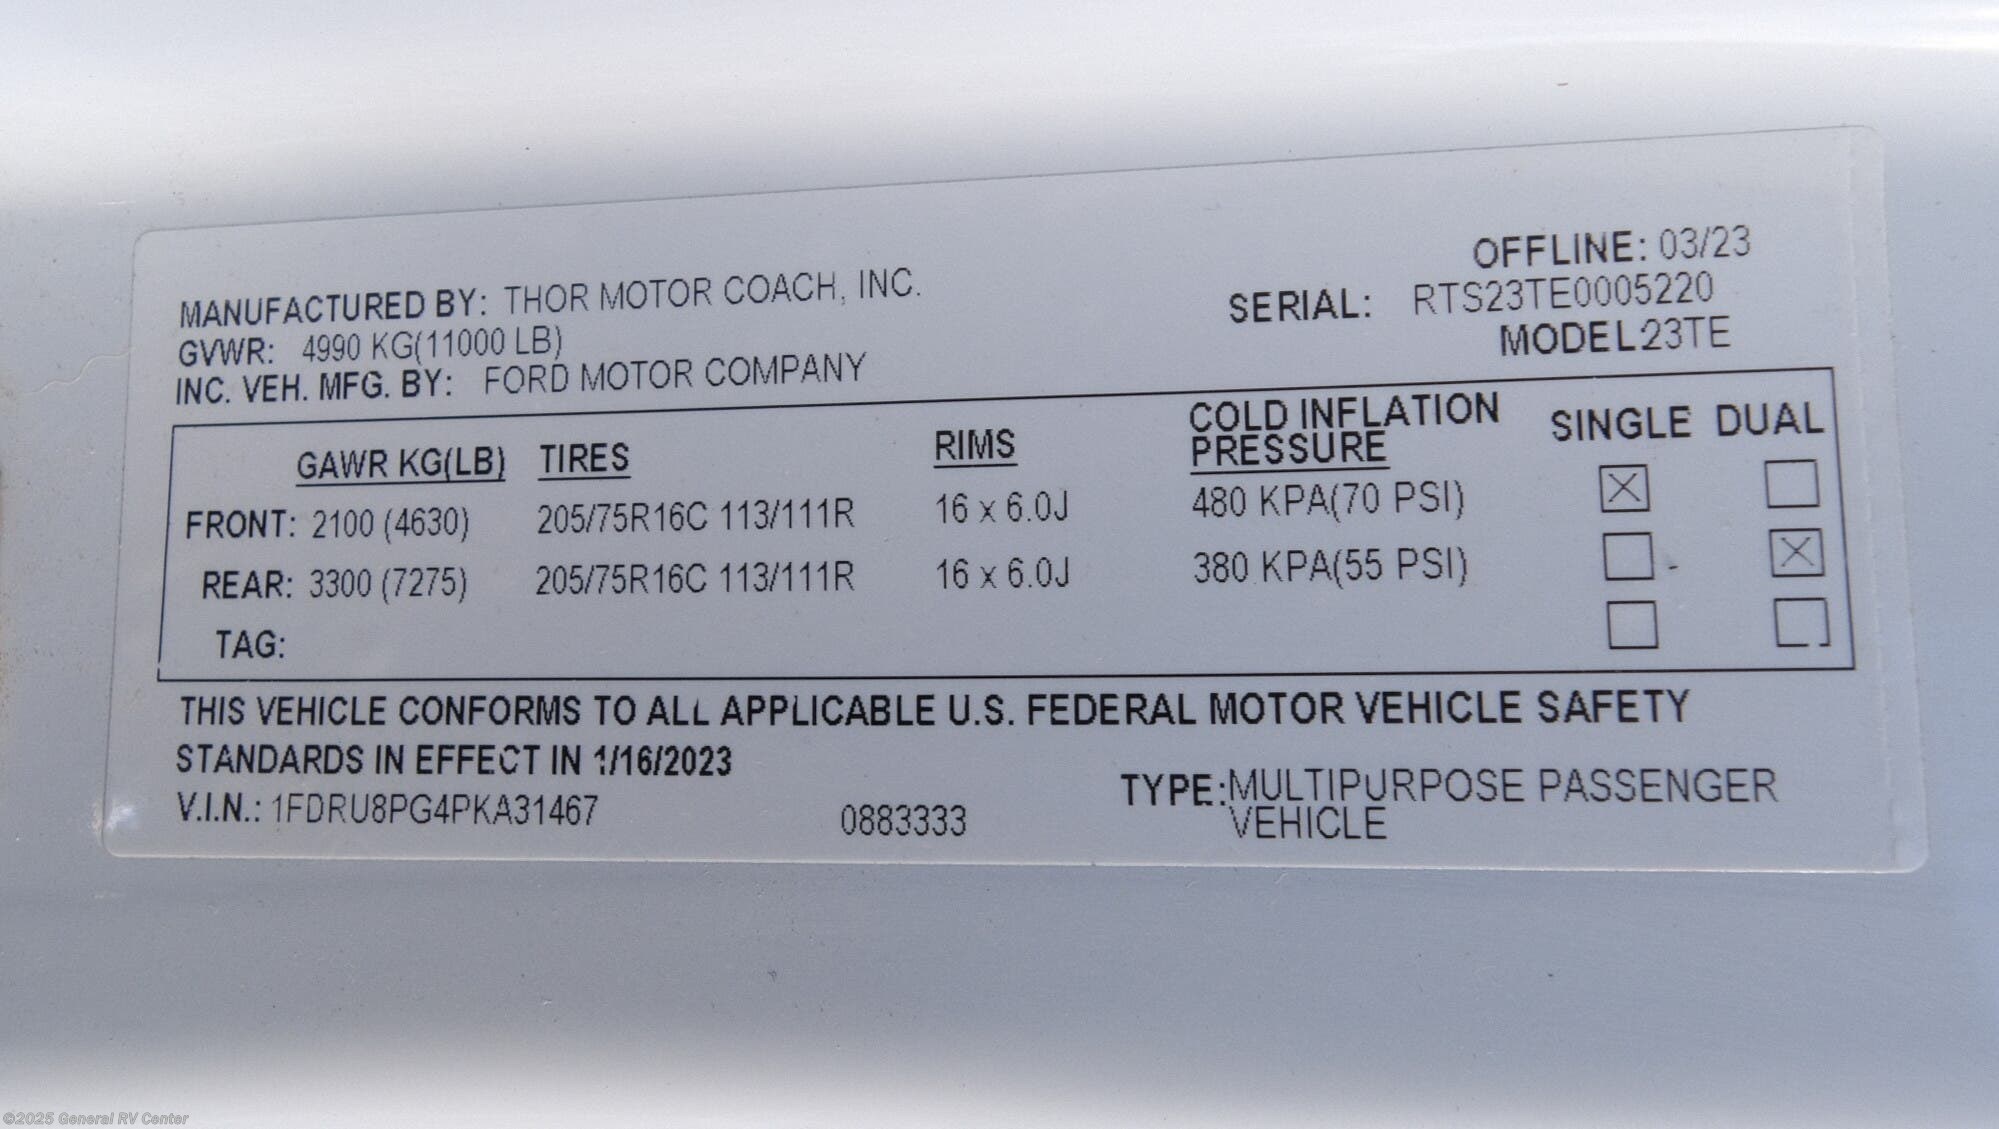 OFFLINE: 03/23
MANUFACTURED BY: THOR MOTOR COACH, INC.
SERIAL: RTS23TE0005220
GVWR: 4990 KG(11000 LB)
MODEL23TE
INC. VEH. MFG. BY: FORD MOTOR COMPANY
GAWR KG(LB) TIRES RIMS COLD INFLATION PRESSURE SINGLE DUAL
FRONT: 2100 (4630) 205/75R16C 113/111R 16 x 6.0J 480 KPA(70 PSI) ☒ ☐
REAR: 3300 (7275) 205/75R16C 113/111R 16 x 6.0J 380 KPA(55 PSI) ☐ ☒
TAG: ☐ ☐
THIS VEHICLE CONFORMS TO ALL APPLICABLE U.S. FEDERAL MOTOR VEHICLE SAFETY
STANDARDS IN EFFECT IN 1/16/2023
V.I.N.: 1FDRU8PG4PKA31467 0883333 TYPE:MULTIPURPOSE PASSENGER
VEHICLE
©2025 General RV Center